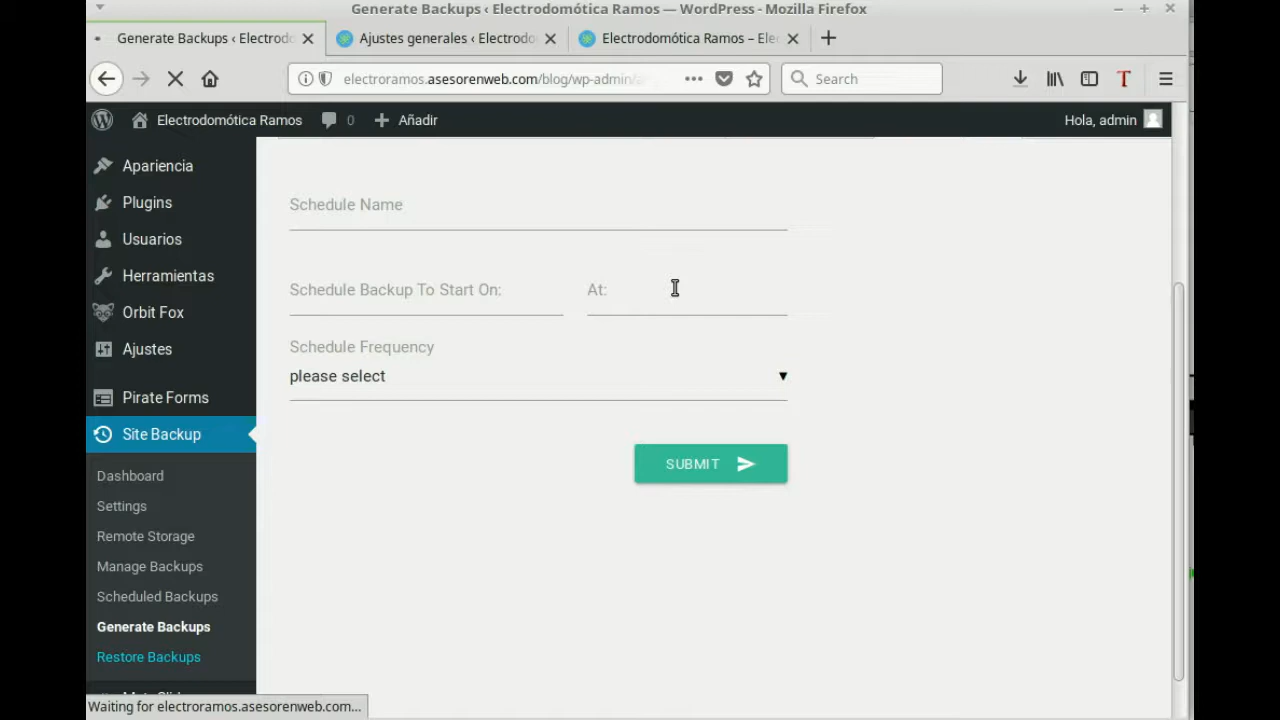 Generate Backups ‹ Electrodomótica Ramos — WordPress - Mozilla Firefox
Generate Backups ‹ Electrodo
Ajustes generales ‹ Electrodo
Electrodomótica Ramos – Ele
electroramos.asesorenweb.com/blog/wp-admin/
Search
Electrodomótica Ramos
0
Añadir
Hola, admin
Apariencia
Plugins
Usuarios
Herramientas
Orbit Fox
Ajustes
Pirate Forms
Site Backup
Dashboard
Settings
Remote Storage
Manage Backups
Scheduled Backups
Generate Backups
Restore Backups
Schedule Name
Schedule Backup To Start On:
At:
Schedule Frequency
please select
SUBMIT
Waiting for electroramos.asesorenweb.com...